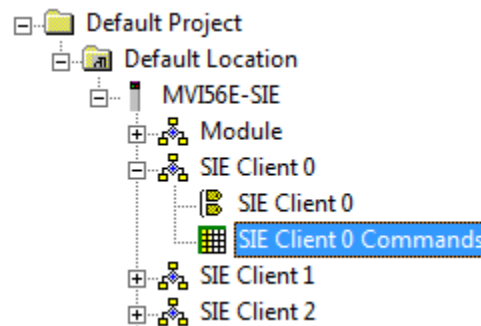 Default Project
Default Location
MVI56E-SIE
Module
SIE Client 0
SIE Client 0
SIE Client 0 Commands
SIE Client 1
SIE Client 2